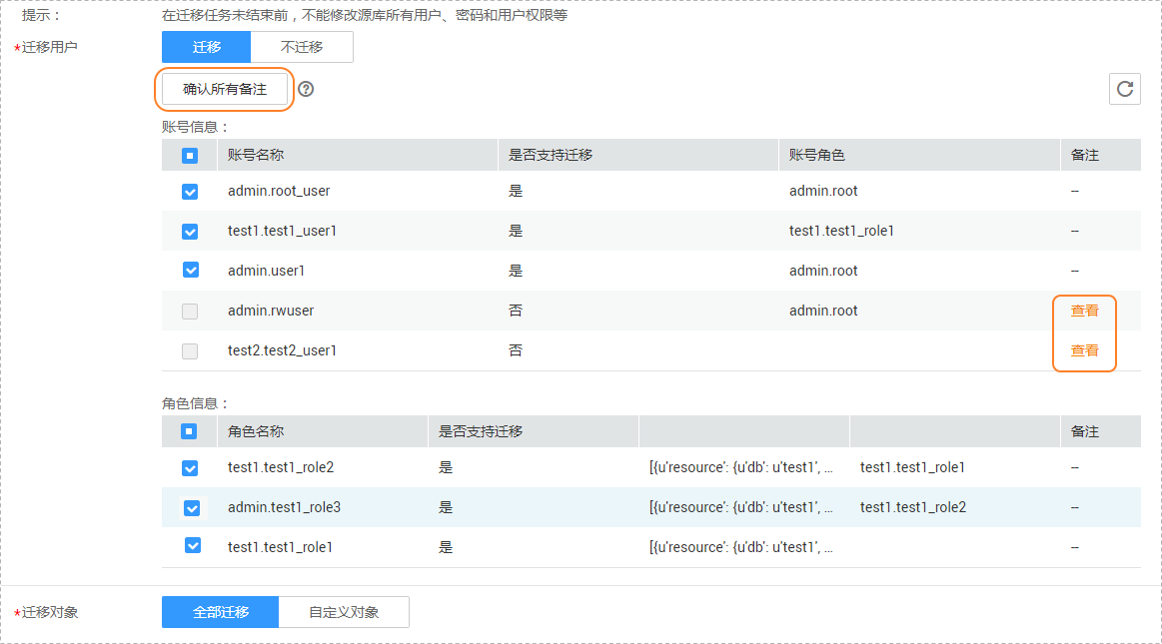 提示： 在迁移任务未结束前，不能修改源库所有用户、密码和用户权限等
*迁移用户 迁移 不迁移
确认所有备注 ?
账号信息：
账号名称 是否支持迁移 账号角色 备注
admin.root_user 是 admin.root --
test1.test1_user1 是 test1.test1_role1 --
admin.user1 是 admin.root --
admin.rwuser 否 admin.root 查看
test2.test2_user1 否 查看
角色信息：
角色名称 是否支持迁移 备注
test1.test1_role2 是 [{u'resource': {u'db': u'test1', ... test1.test1_role1 --
admin.test1_role3 是 [{u'resource': {u'db': u'test1', ... test1.test1_role2 --
test1.test1_role1 是 [{u'resource': {u'db': u'test1', ... --
*迁移对象 全部迁移 自定义对象